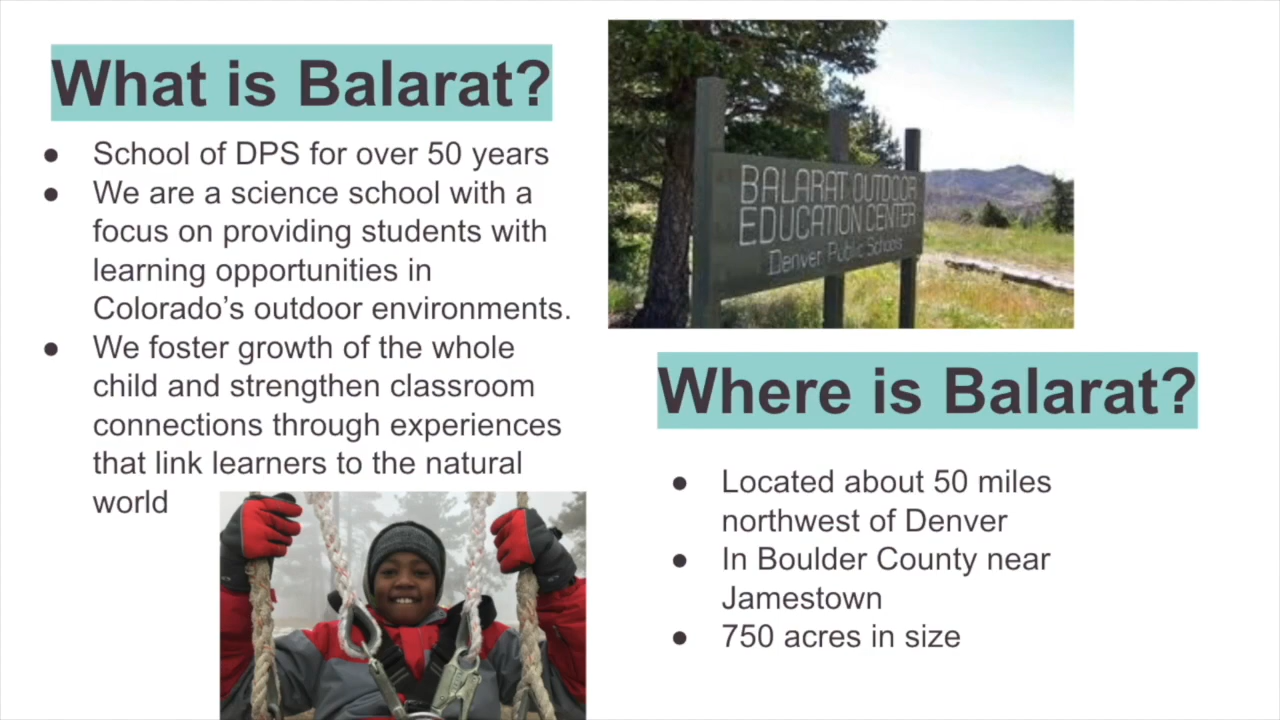 What is Balarat?
● School of DPS for over 50 years
● We are a science school with a
focus on providing students with
learning opportunities in
Colorado’s outdoor environments.
● We foster growth of the whole
child and strengthen classroom
connections through experiences
that link learners to the natural
world
BALARAT OUTDOOR
EDUCATION CENTER
Denver Public Schools
Where is Balarat?
● Located about 50 miles
northwest of Denver
● In Boulder County near
Jamestown
● 750 acres in size